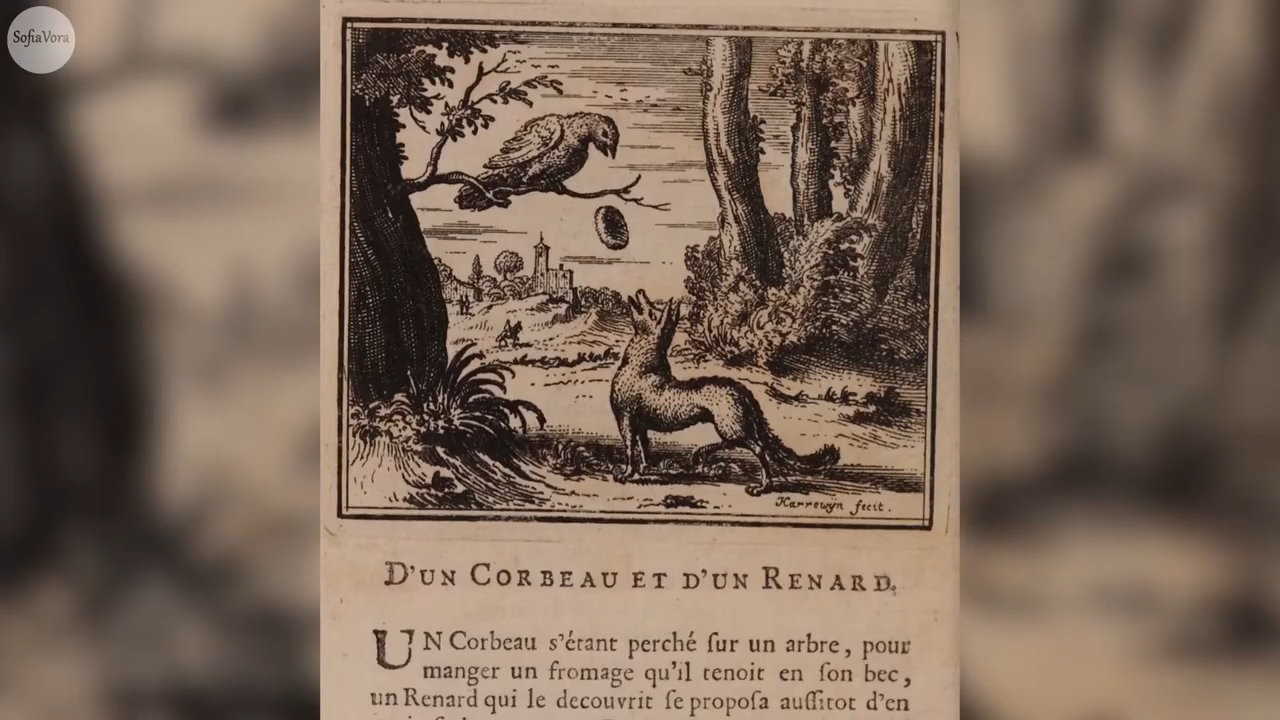 SofiaVora
Harrewyn fecit.
D'UN CORBEAU ET D'UN RENARD.
UN Corbeau s'étant perché ſur un arbre, pour
manger un fromage qu'il tenoit en ſon bec,
un Renard qui le decouvrit ſe propoſa auſſitot d'en